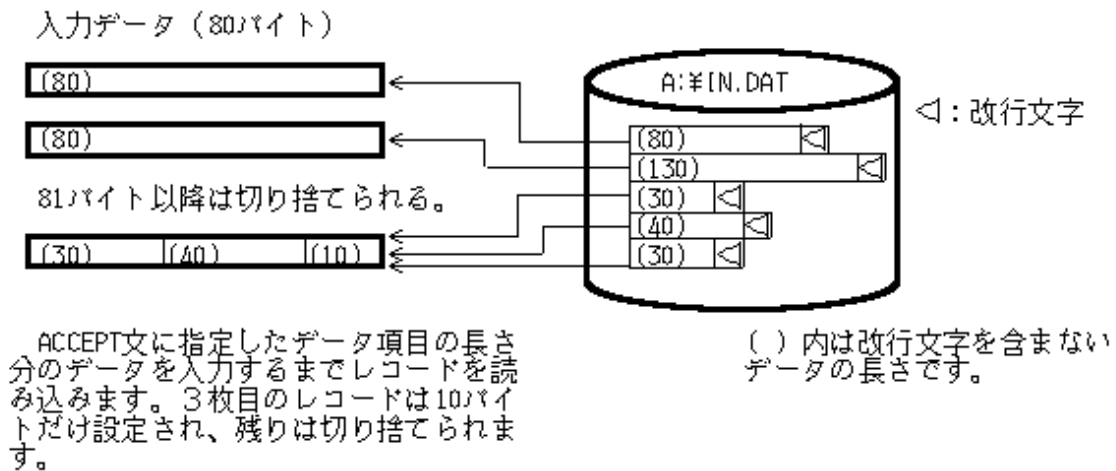 入力データ（80バイト）
(80)
A:¥IN.DAT
◁：改行文字
(80)
(80)
(130)
81バイト以降は切り捨てられる。
(30)
(40)
(30)
(40)
(10)
(30)
ACCEPT文に指定したデータ項目の長さ
分のデータを入力するまでレコードを読
み込みます。３枚目のレコードは10バイ
トだけ設定され、残りは切り捨てられま
す。
（ ）内は改行文字を含まない
データの長さです。